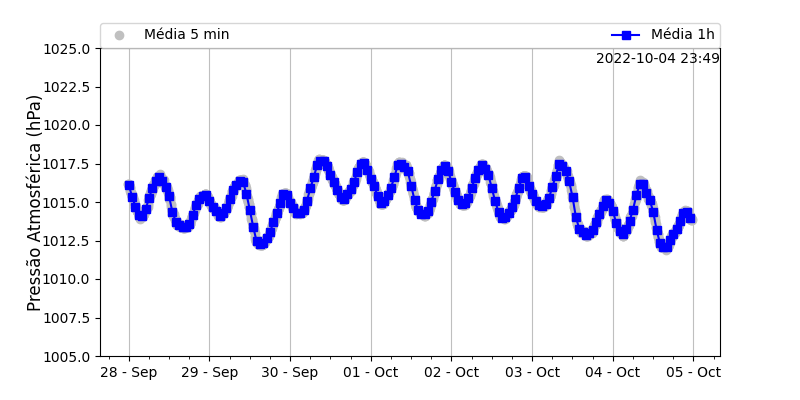 Média 5 min
Média 1h
2022-10-04 23:49
Pressão Atmosférica (hPa)
1025.0
1022.5
1020.0
1017.5
1015.0
1012.5
1010.0
1007.5
1005.0
28 - Sep
29 - Sep
30 - Sep
01 - Oct
02 - Oct
03 - Oct
04 - Oct
05 - Oct